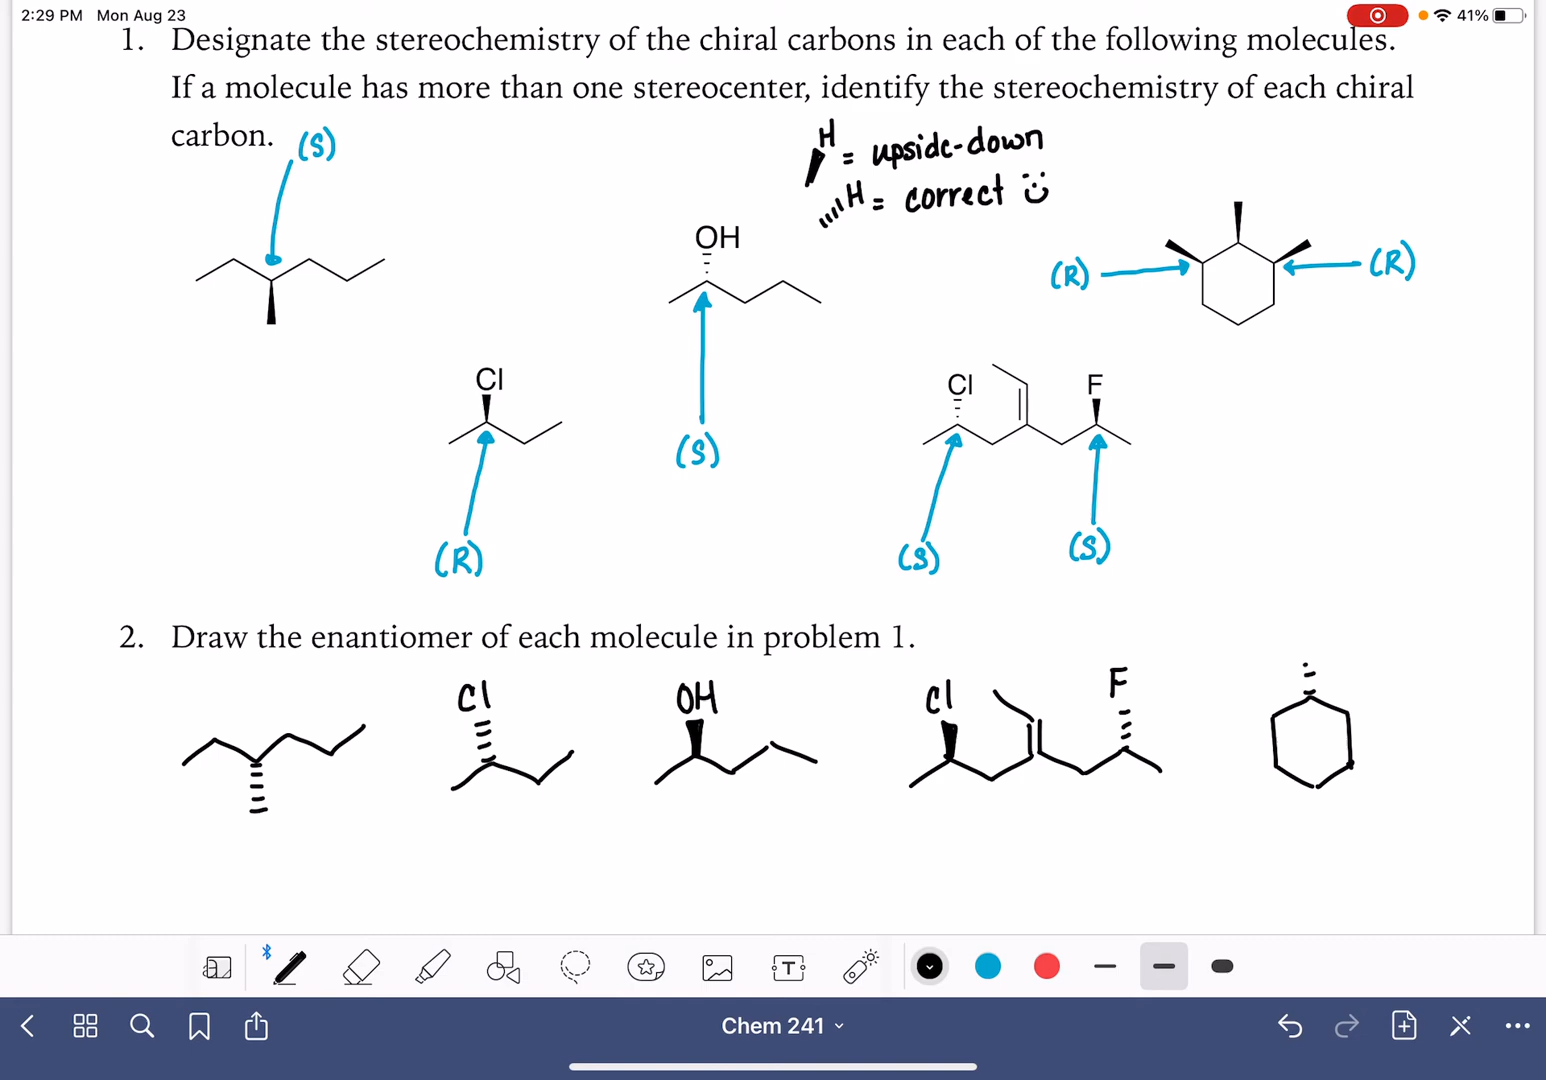 2:29 PM Mon Aug 23
41%
1. Designate the stereochemistry of the chiral carbons in each of the following molecules.
If a molecule has more than one stereocenter, identify the stereochemistry of each chiral
carbon.
(S)
H = upside-down
H = correct :)
OH
(R)
(R)
Cl
Cl
F
(S)
(R)
(S)
(S)
2. Draw the enantiomer of each molecule in problem 1.
Cl
OH
Cl
F
a
T
Chem 241